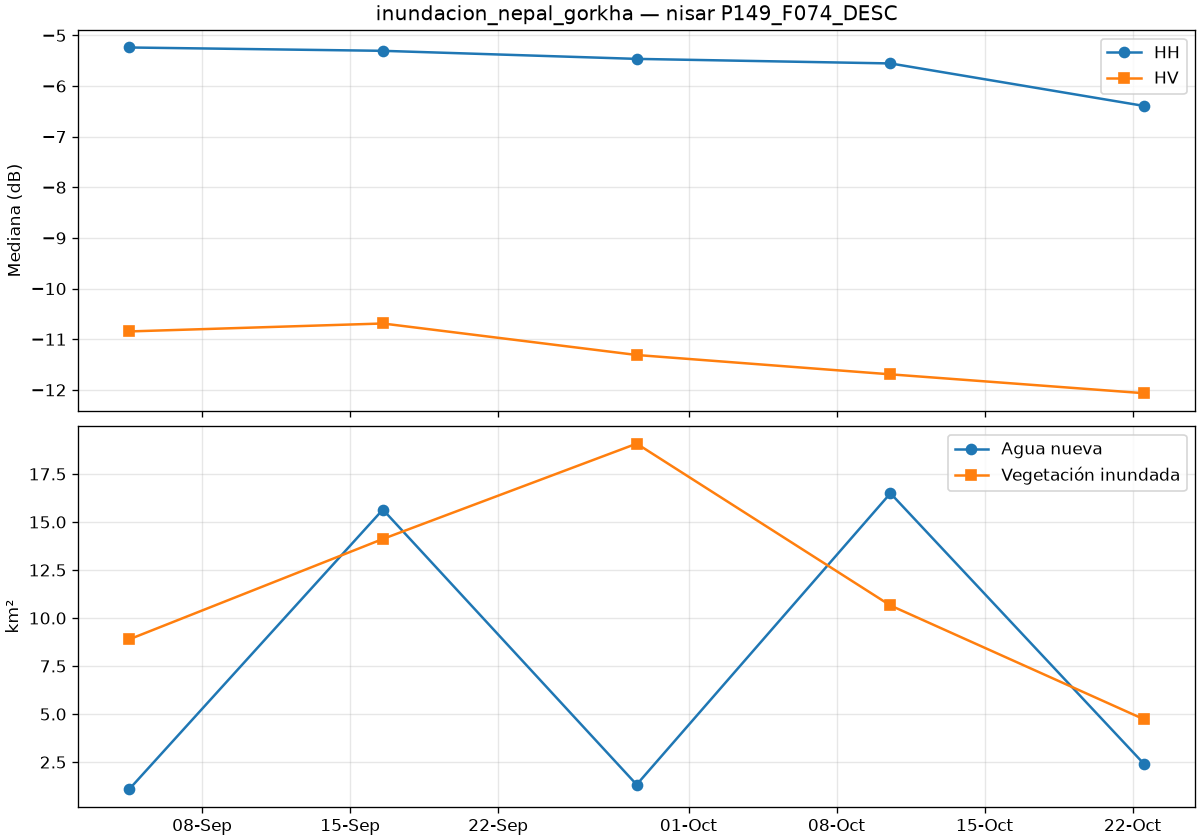 inundacion_nepal_gorkha — nisar P149_F074_DESC
−5
−6
−7
−8
−9
−10
−11
−12
Mediana (dB)
HH
HV
17.5
15.0
12.5
10.0
7.5
5.0
2.5
km²
Agua nueva
Vegetación inundada
08-Sep
15-Sep
22-Sep
01-Oct
08-Oct
15-Oct
22-Oct